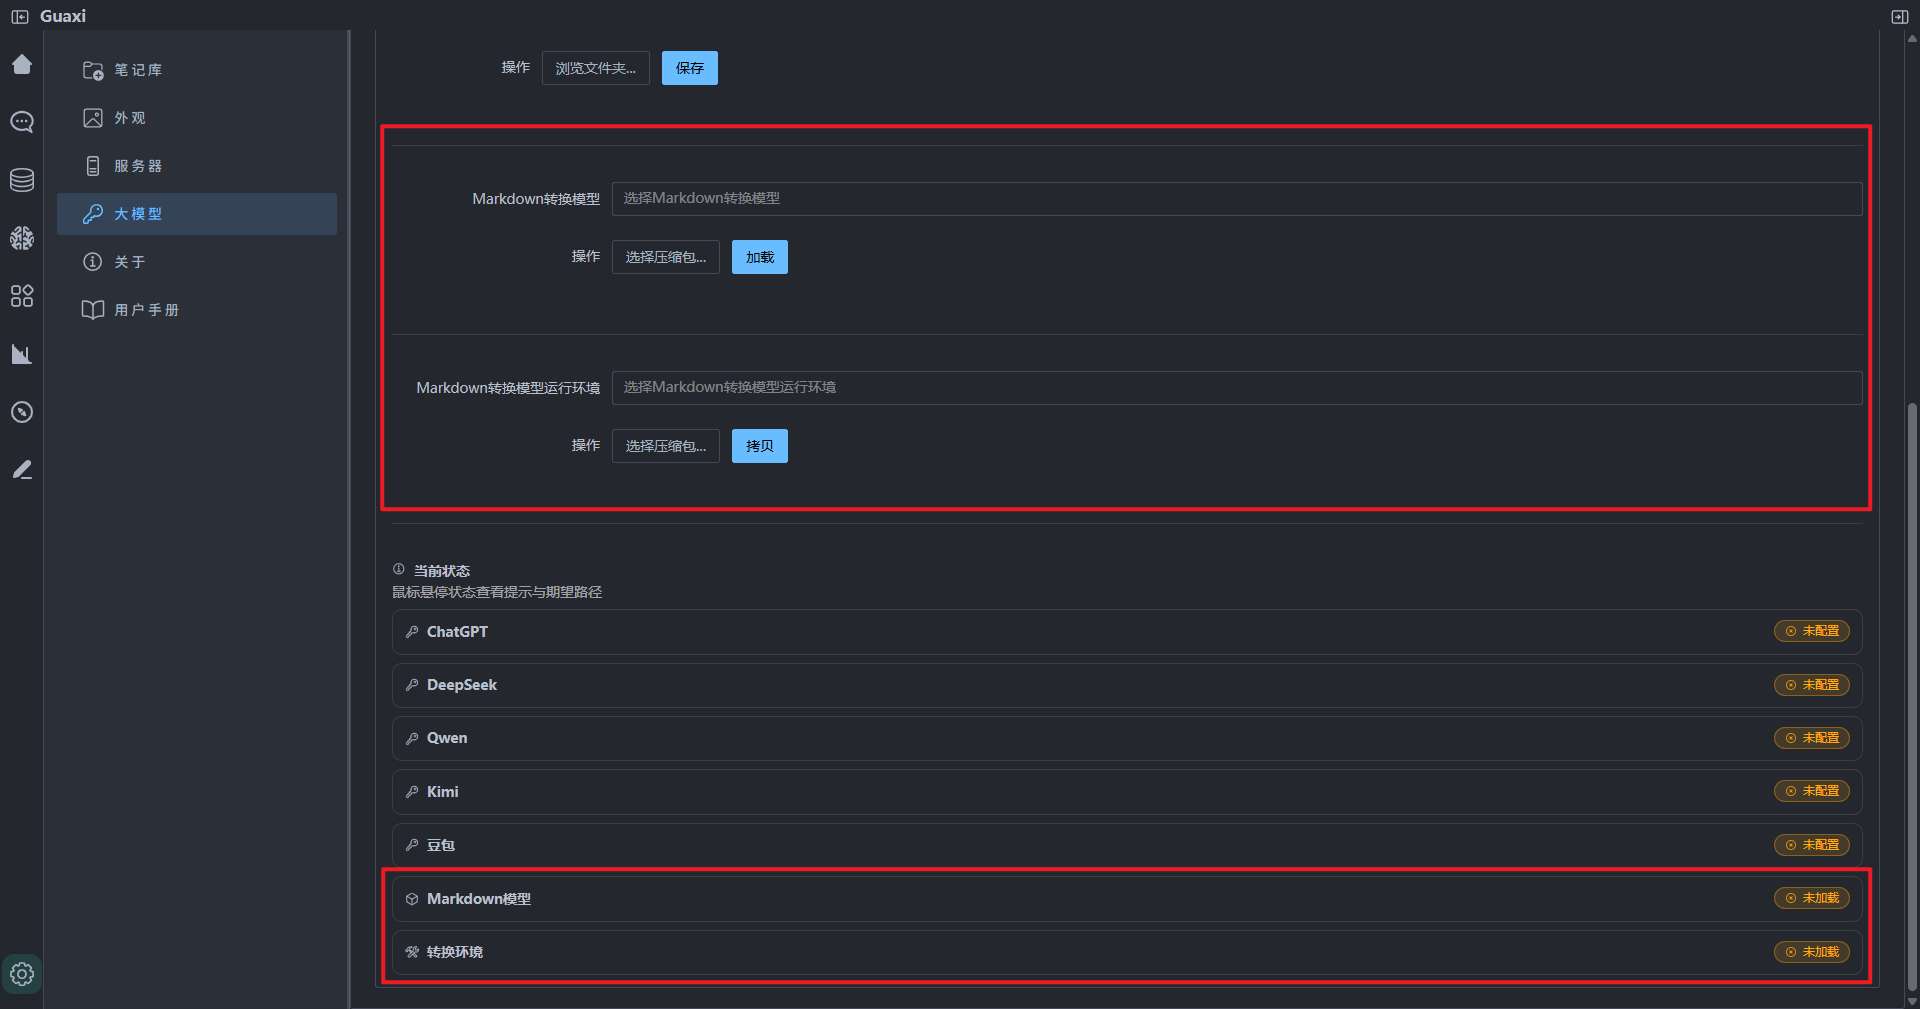 Guaxi
笔记库
外观
服务器
大模型
关于
用户手册
操作 浏览文件夹... 保存
Markdown转换模型 选择Markdown转换模型
操作 选择压缩包... 加载
Markdown转换模型运行环境 选择Markdown转换模型运行环境
操作 选择压缩包... 拷贝
当前状态
鼠标悬停状态查看提示与期望路径
ChatGPT 未配置
DeepSeek 未配置
Qwen 未配置
Kimi 未配置
豆包 未配置
Markdown模型 未加载
转换环境 未加载